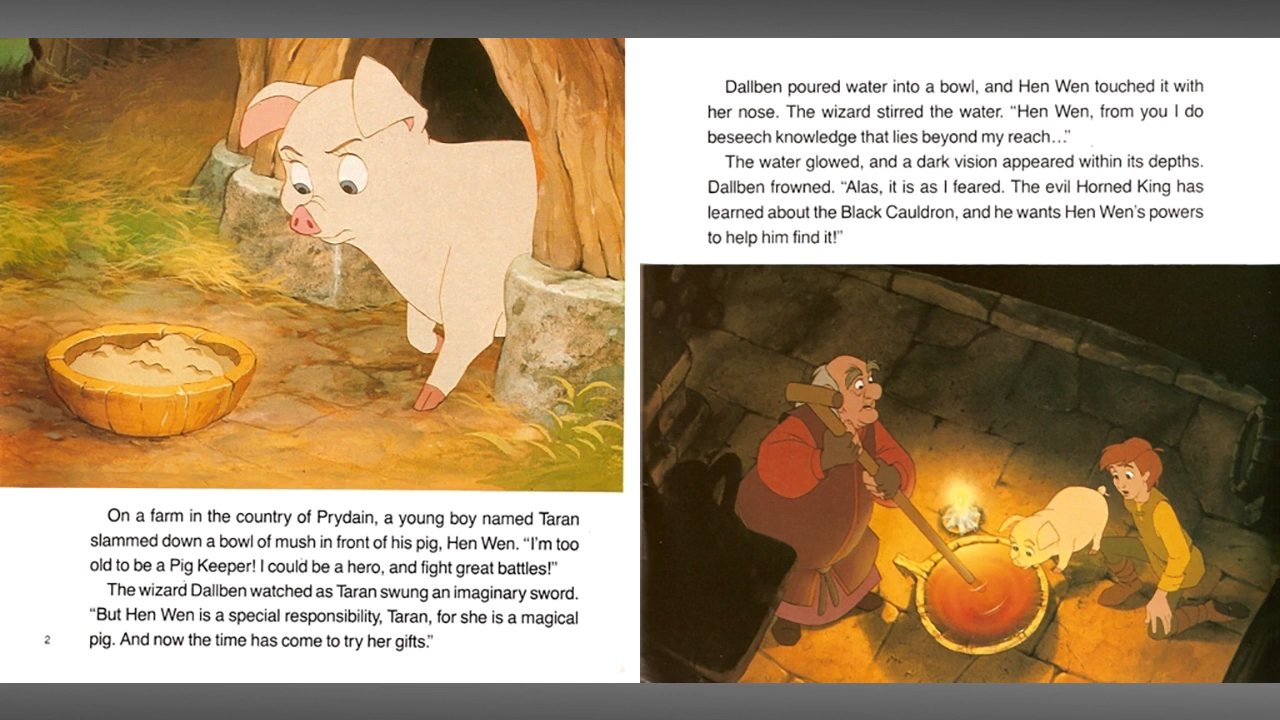 On a farm in the country of Prydain, a young boy named Taran
slammed down a bowl of mush in front of his pig, Hen Wen. “I’m too
old to be a Pig Keeper! I could be a hero, and fight great battles!”
The wizard Dallben watched as Taran swung an imaginary sword.
“But Hen Wen is a special responsibility, Taran, for she is a magical
pig. And now the time has come to try her gifts.”
2
Dallben poured water into a bowl, and Hen Wen touched it with
her nose. The wizard stirred the water. “Hen Wen, from you I do
beseech knowledge that lies beyond my reach…”
The water glowed, and a dark vision appeared within its depths.
Dallben frowned. “Alas, it is as I feared. The evil Horned King has
learned about the Black Cauldron, and he wants Hen Wen’s powers
to help him find it!”